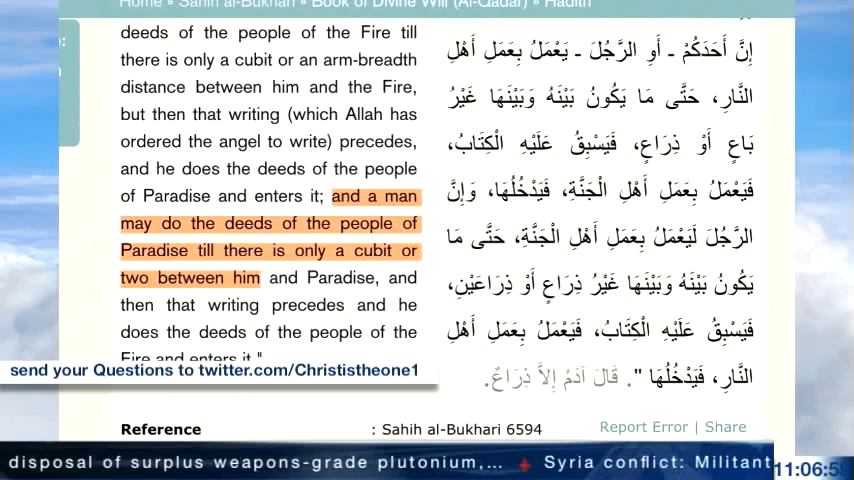 Home » Sahih al-Bukhari » Book of Divine Will (Al-Qadar) » Hadith
deeds of the people of the Fire till
there is only a cubit or an arm-breadth
distance between him and the Fire,
but then that writing (which Allah has
ordered the angel to write) precedes,
and he does the deeds of the people
of Paradise and enters it; and a man
may do the deeds of the people of
Paradise till there is only a cubit or
two between him and Paradise, and
then that writing precedes and he
does the deeds of the people of the
Fire and enters it."
إِنَّ أَحَدَكُمْ ـ أَوِ الرَّجُلَ ـ يَعْمَلُ بِعَمَلِ أَهْلِ
النَّارِ، حَتَّى مَا يَكُونُ بَيْنَهُ وَبَيْنَهَا غَيْرُ
بَاعٍ أَوْ ذِرَاعٍ، فَيَسْبِقُ عَلَيْهِ الْكِتَابُ،
فَيَعْمَلُ بِعَمَلِ أَهْلِ الْجَنَّةِ، فَيَدْخُلُهَا، وَإِنَّ
الرَّجُلَ لَيَعْمَلُ بِعَمَلِ أَهْلِ الْجَنَّةِ، حَتَّى مَا
يَكُونُ بَيْنَهُ وَبَيْنَهَا غَيْرُ ذِرَاعٍ أَوْ ذِرَاعَيْنِ،
فَيَسْبِقُ عَلَيْهِ الْكِتَابُ، فَيَعْمَلُ بِعَمَلِ أَهْلِ
النَّارِ، فَيَدْخُلُهَا ‏"‏‏.‏ قَالَ آدَمُ إِلاَّ ذِرَاعٌ‏.‏
send your Questions to twitter.com/Christistheone1
Reference : Sahih al-Bukhari 6594
Report Error | Share
disposal of surplus weapons-grade plutonium,... + Syria conflict: Militant
11:06:5